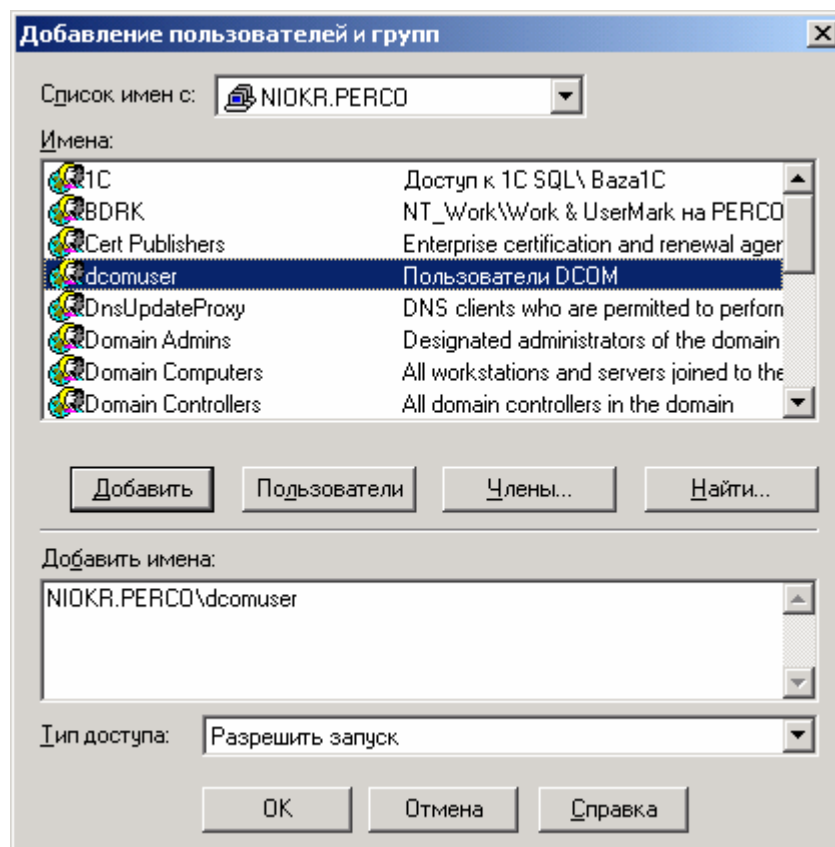 Добавление пользователей и групп
Список имен с: NIOKR.PERCO
Имена:
1C Доступ к 1С SQL\ Baza1C
BDRK NT_Work\Work & UserMark на PERCO
Cert Publishers Enterprise certification and renewal ager
dcomuser Пользователи DCOM
DnsUpdateProxy DNS clients who are permitted to perform
Domain Admins Designated administrators of the domain
Domain Computers All workstations and servers joined to the
Domain Controllers All domain controllers in the domain
Добавить Пользователи Члены... Найти...
Добавить имена:
NIOKR.PERCO\dcomuser
Тип доступа: Разрешить запуск
OK Отмена Справка